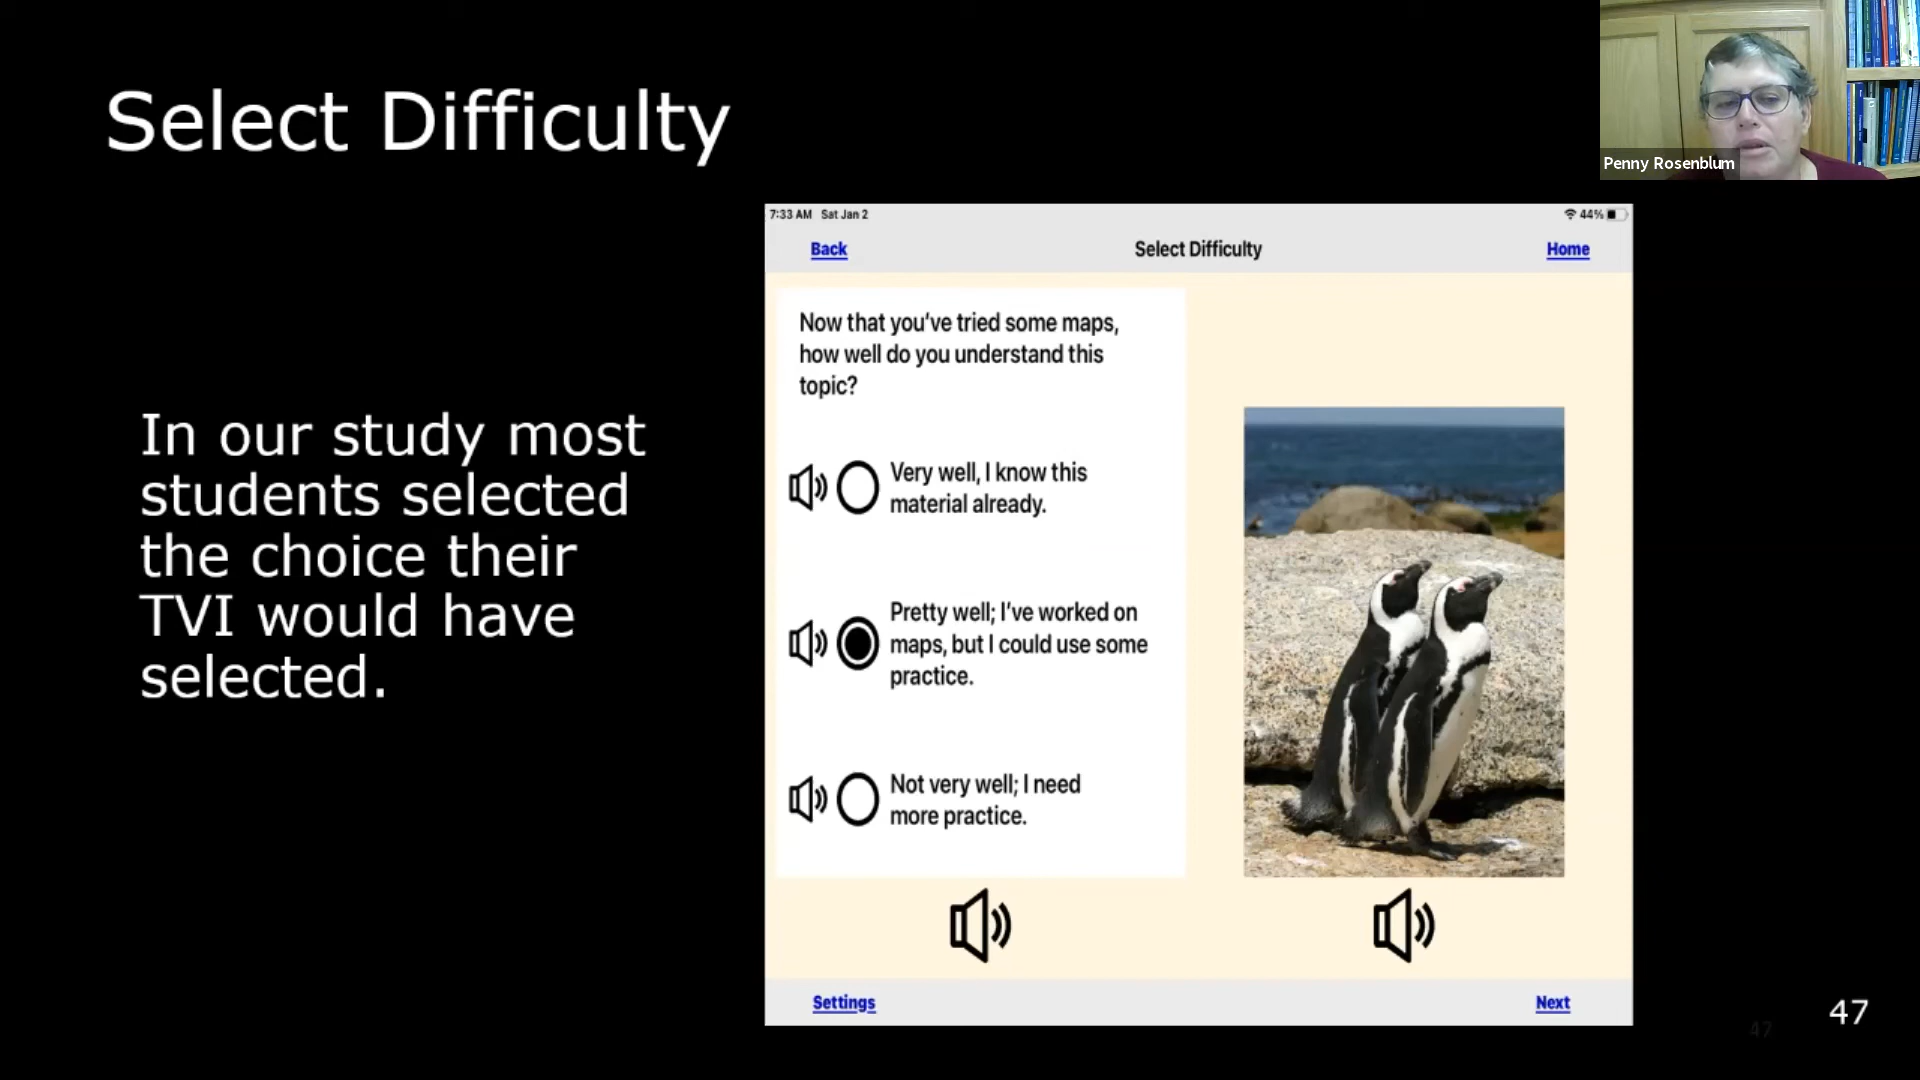 Select Difficulty
Penny Rosenblum
In our study most
students selected
the choice their
TVI would have
selected.
7:33 AM Sat Jan 2
44%
Back
Select Difficulty
Home
Now that you've tried some maps,
how well do you understand this
topic?
Very well, I know this
material already.
Pretty well; I've worked on
maps, but I could use some
practice.
Not very well; I need
more practice.
Settings
Next
47
47